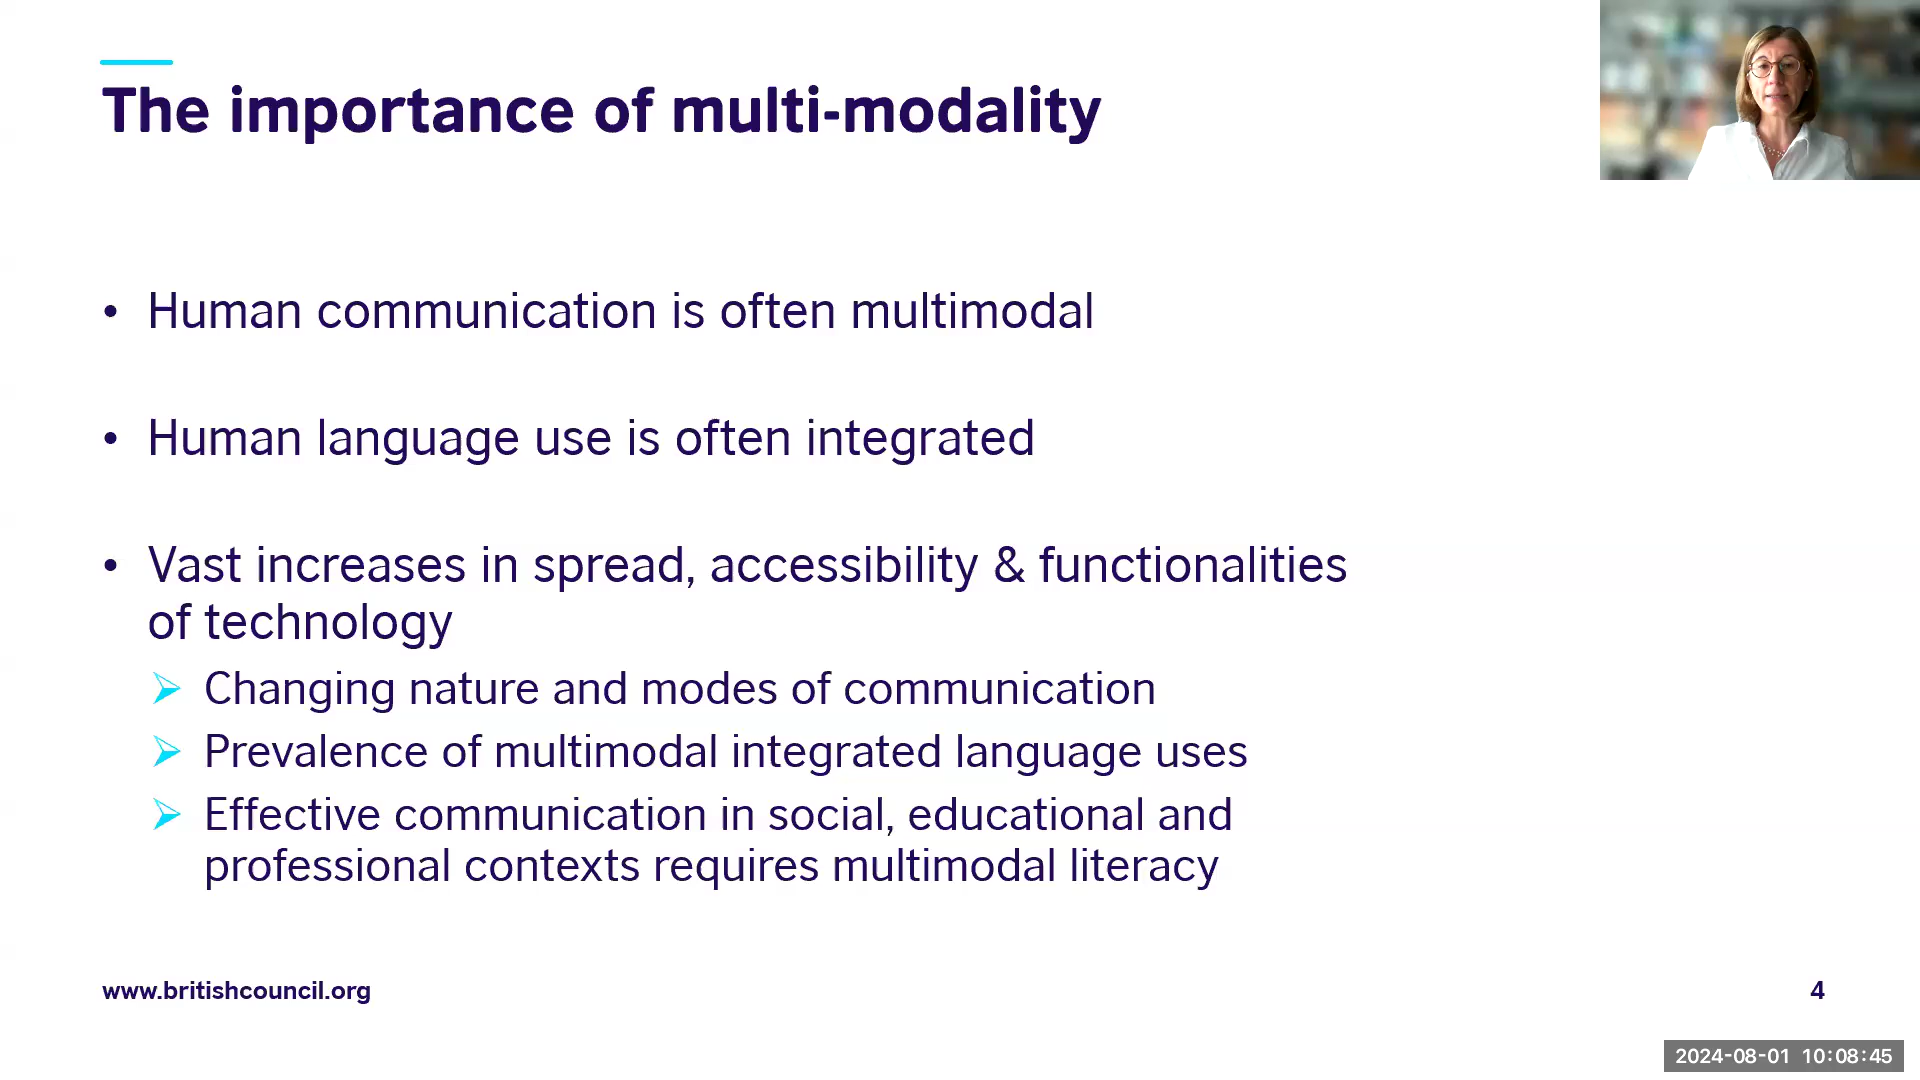 The importance of multi-modality
• Human communication is often multimodal
• Human language use is often integrated
• Vast increases in spread, accessibility & functionalities
of technology
➢ Changing nature and modes of communication
➢ Prevalence of multimodal integrated language uses
➢ Effective communication in social, educational and
professional contexts requires multimodal literacy
www.britishcouncil.org
4
2024-08-01 10:08:45